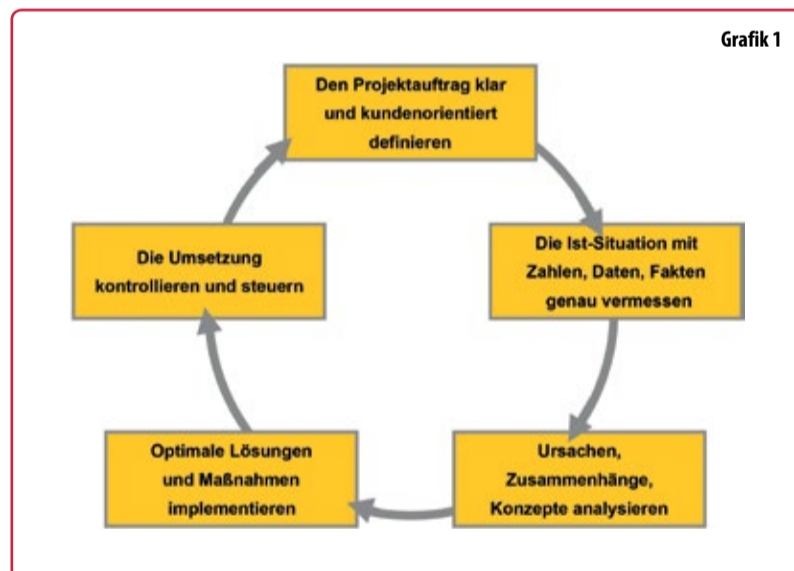 Grafik 1
Den Projektauftrag klar
und kundenorientiert
definieren
Die Ist-Situation mit
Zahlen, Daten, Fakten
genau vermessen
Ursachen,
Zusammenhänge,
Konzepte analysieren
Optimale Lösungen
und Maßnahmen
implementieren
Die Umsetzung
kontrollieren und steuern